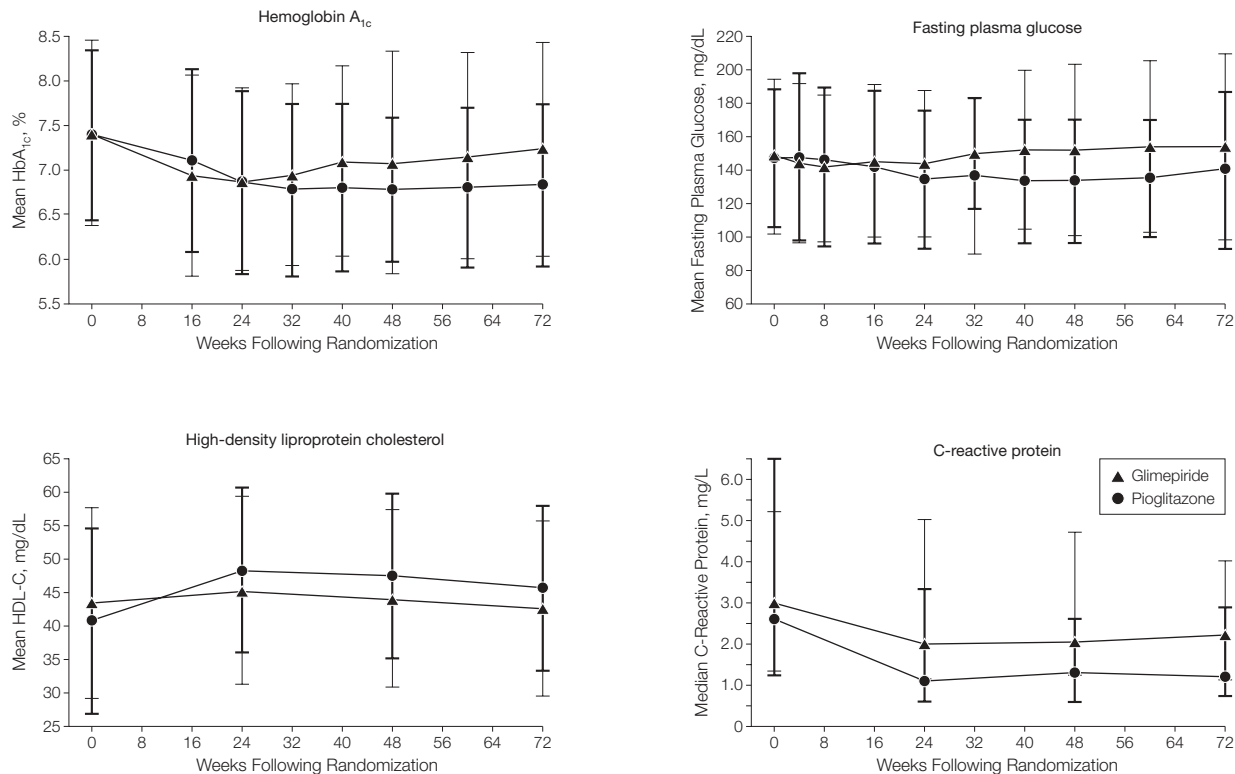 Hemoglobin A1c
Mean HbA1c, %
8.5
8.0
7.5
7.0
6.5
6.0
5.5
0 8 16 24 32 40 48 56 64 72
Weeks Following Randomization
Fasting plasma glucose
Mean Fasting Plasma Glucose, mg/dL
220
200
180
160
140
120
100
80
60
0 8 16 24 32 40 48 56 64 72
Weeks Following Randomization
High-density liproprotein cholesterol
Mean HDL-C, mg/dL
65
60
55
50
45
40
35
30
25
0 8 16 24 32 40 48 56 64 72
Weeks Following Randomization
C-reactive protein
Median C-Reactive Protein, mg/L
6.0
5.0
4.0
3.0
2.0
1.0
0
0 8 16 24 32 40 48 56 64 72
Weeks Following Randomization
Glimepiride
Pioglitazone